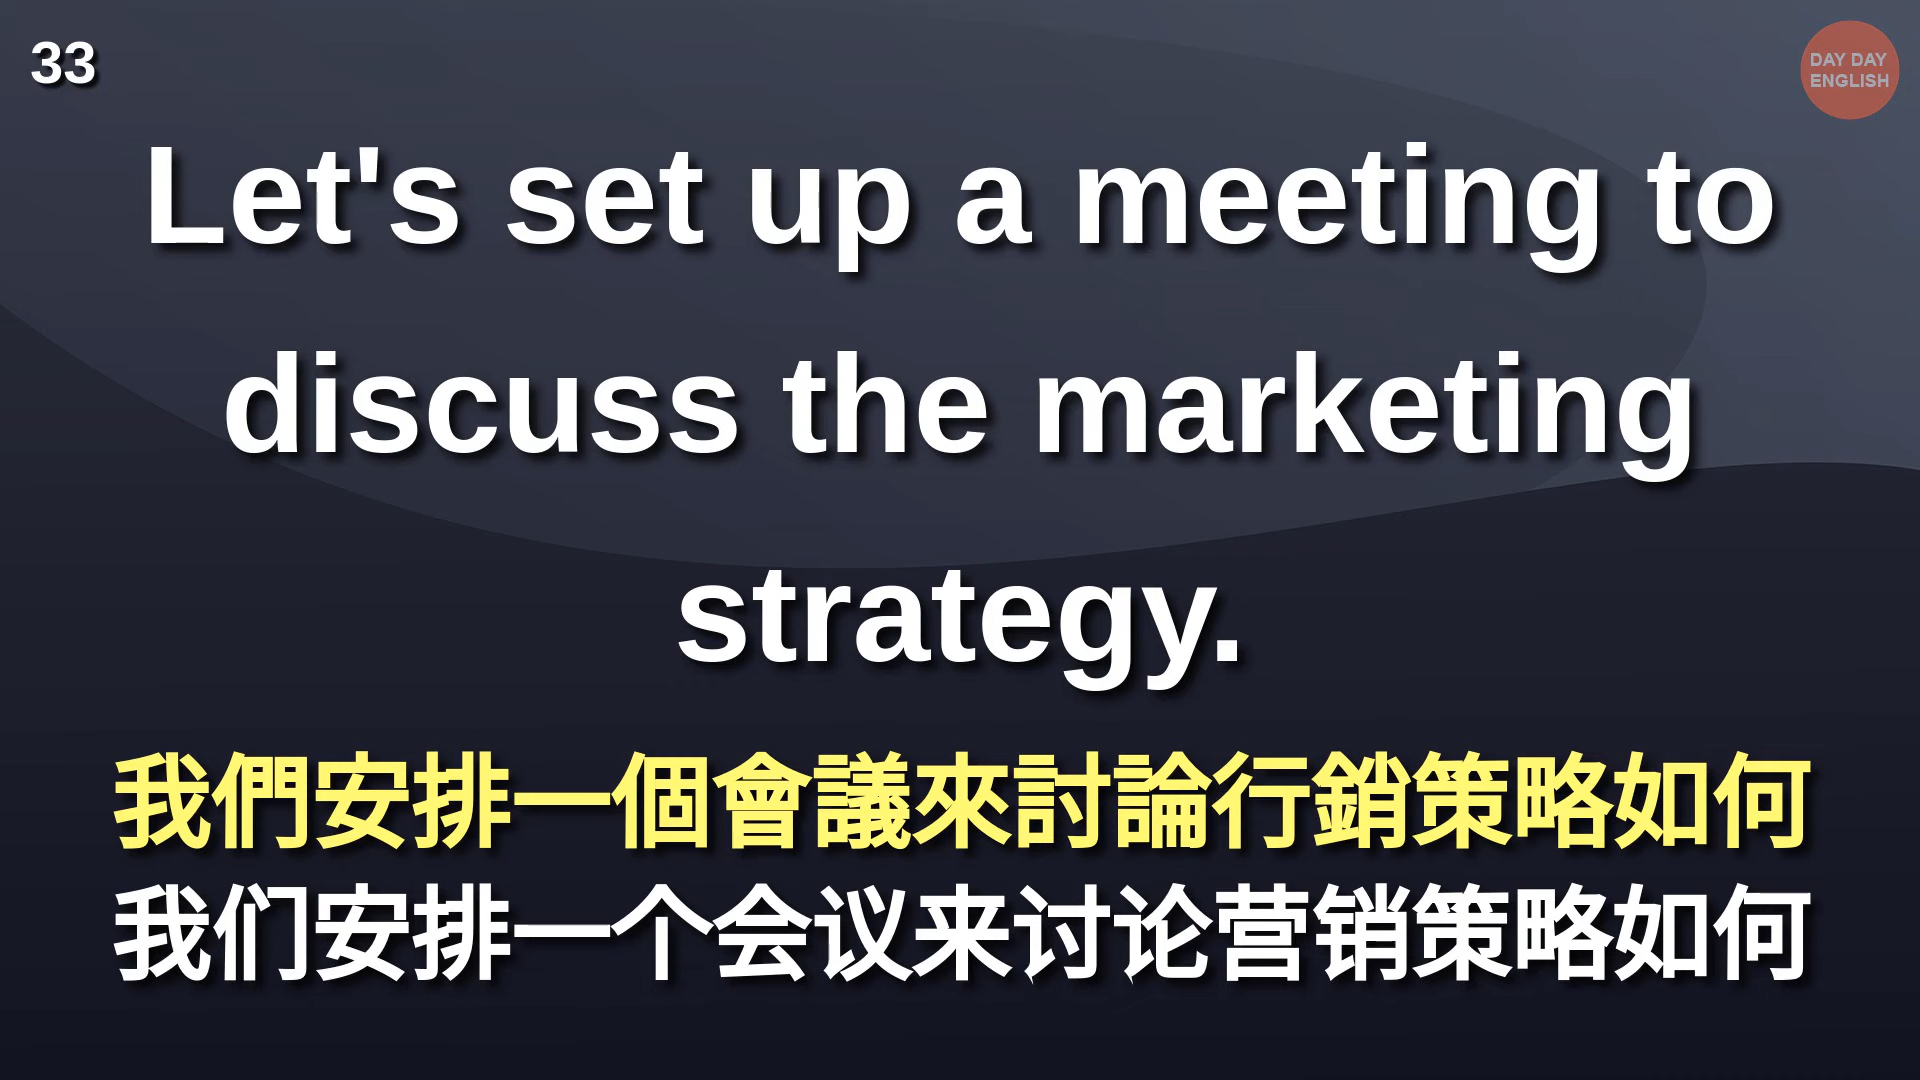 33
DAY DAY
ENGLISH
Let's set up a meeting to
discuss the marketing
strategy.
我們安排一個會議來討論行銷策略如何
我们安排一个会议来讨论营销策略如何